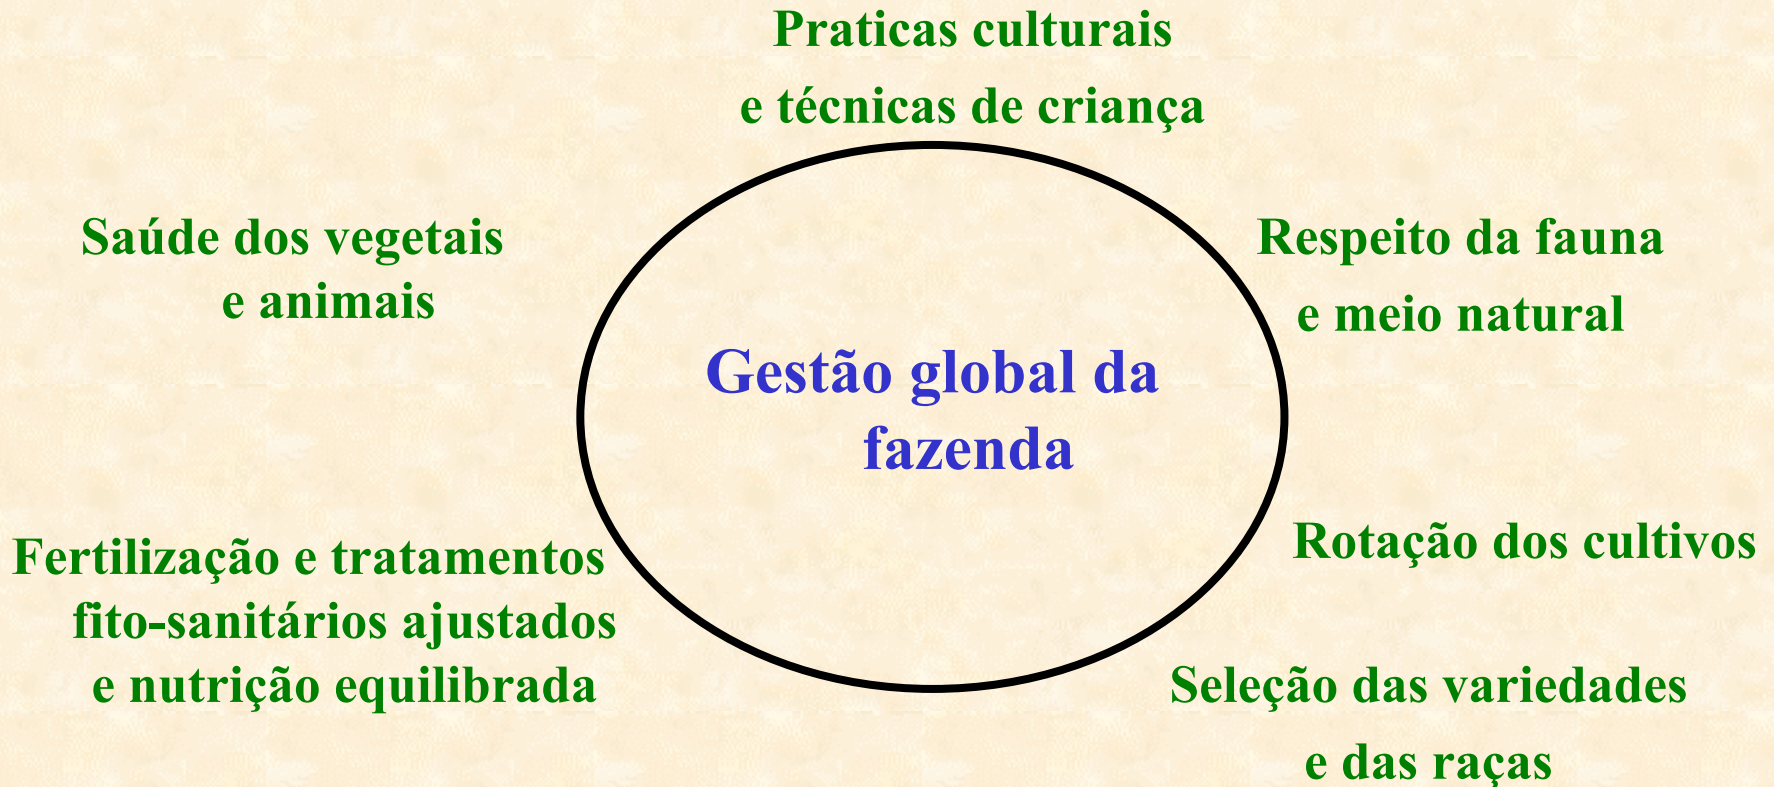 Praticas culturais
e técnicas de criança
Saúde dos vegetais
e animais
Respeito da fauna
e meio natural
Gestão global da
fazenda
Fertilização e tratamentos
fito-sanitários ajustados
e nutrição equilibrada
Rotação dos cultivos
Seleção das variedades
e das raças